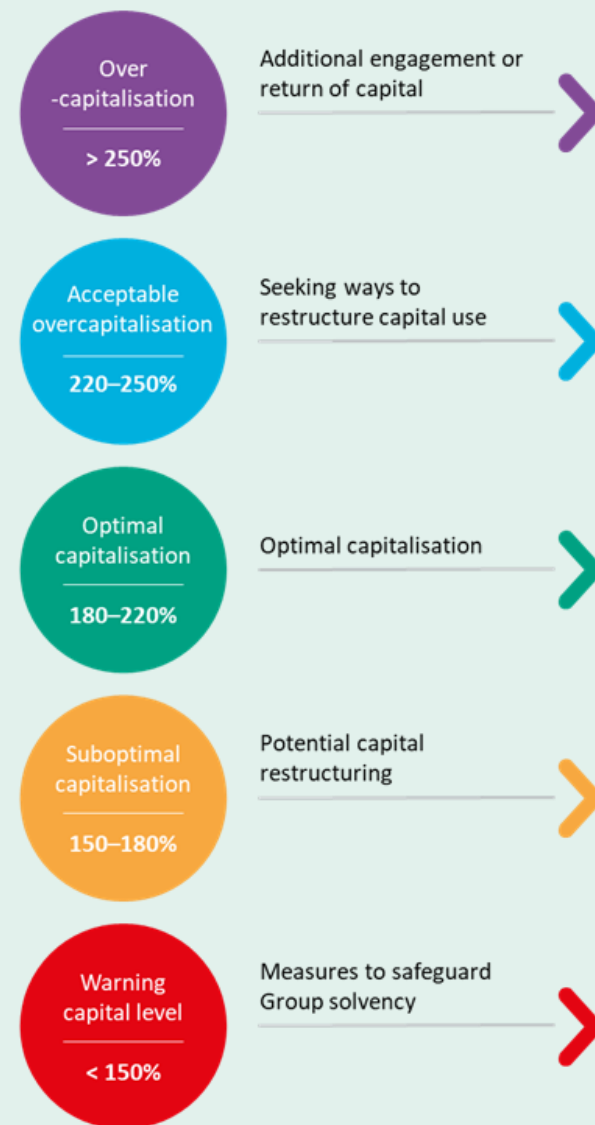 Over
-capitalisation
> 250%
Additional engagement or
return of capital
Acceptable
overcapitalisation
220–250%
Seeking ways to
restructure capital use
Optimal
capitalisation
180–220%
Optimal capitalisation
Suboptimal
capitalisation
150–180%
Potential capital
restructuring
Warning
capital level
< 150%
Measures to safeguard
Group solvency